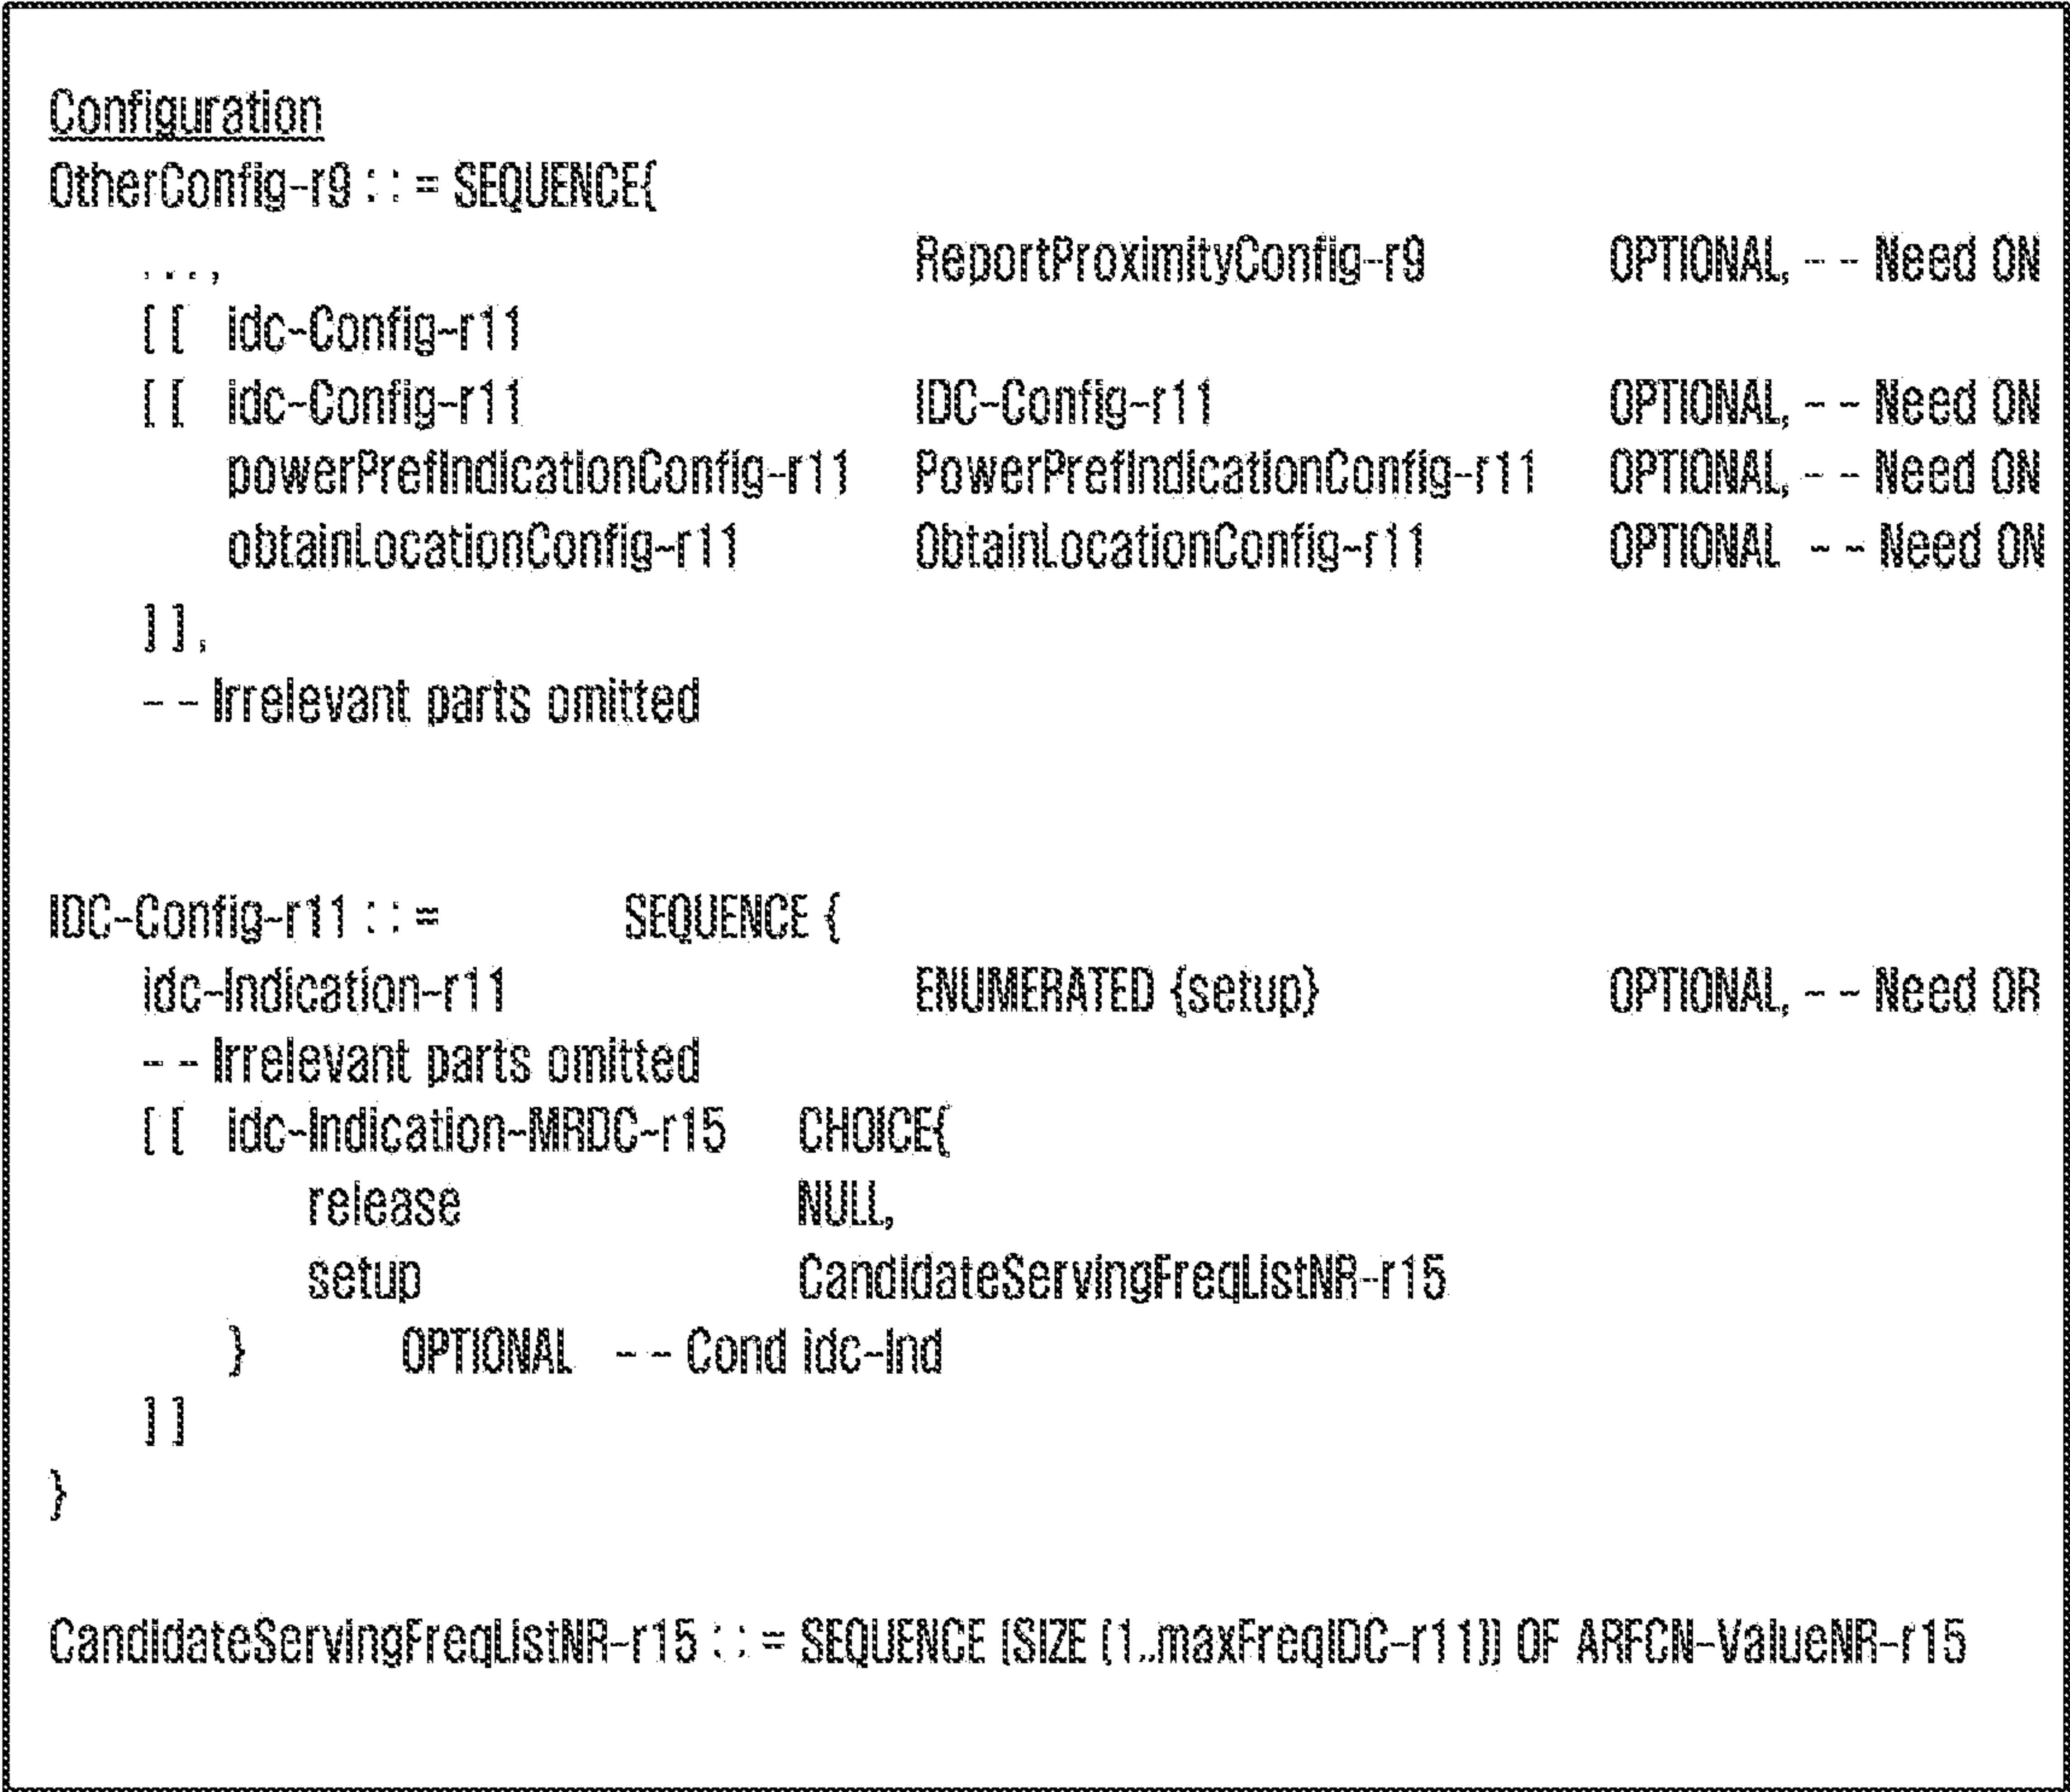 Configuration
OtherConfig-r9 : : = SEQUENCE{
...,    ReportProximityConfig-r9    OPTIONAL, - - Need ON
[ [ idc-Config-r11
[ [ idc-Config-r11    IDC-Config-r11    OPTIONAL, - - Need ON
powerPrefIndicationConfig-r11    PowerPrefIndicationConfig-r11    OPTIONAL, - - Need ON
obtainLocationConfig-r11    ObtainLocationConfig-r11    OPTIONAL - - Need ON
] ] ,
- - Irrelevant parts omitted
IDC-Config-r11 : : =    SEQUENCE {
idc-Indication-r11    ENUMERATED {setup}    OPTIONAL, - - Need OR
- - Irrelevant parts omitted
[ [ idc-Indication-MRDC-r15    CHOICE{
release    NULL,
setup    CandidateServingFreqListNR-r15
}    OPTIONAL - - Cond idc-Ind
] ]
}
CandidateServingFreqListNR-r15 : : = SEQUENCE (SIZE (1..maxFreqIDC-r11)) OF ARFCN-ValueNR-r15